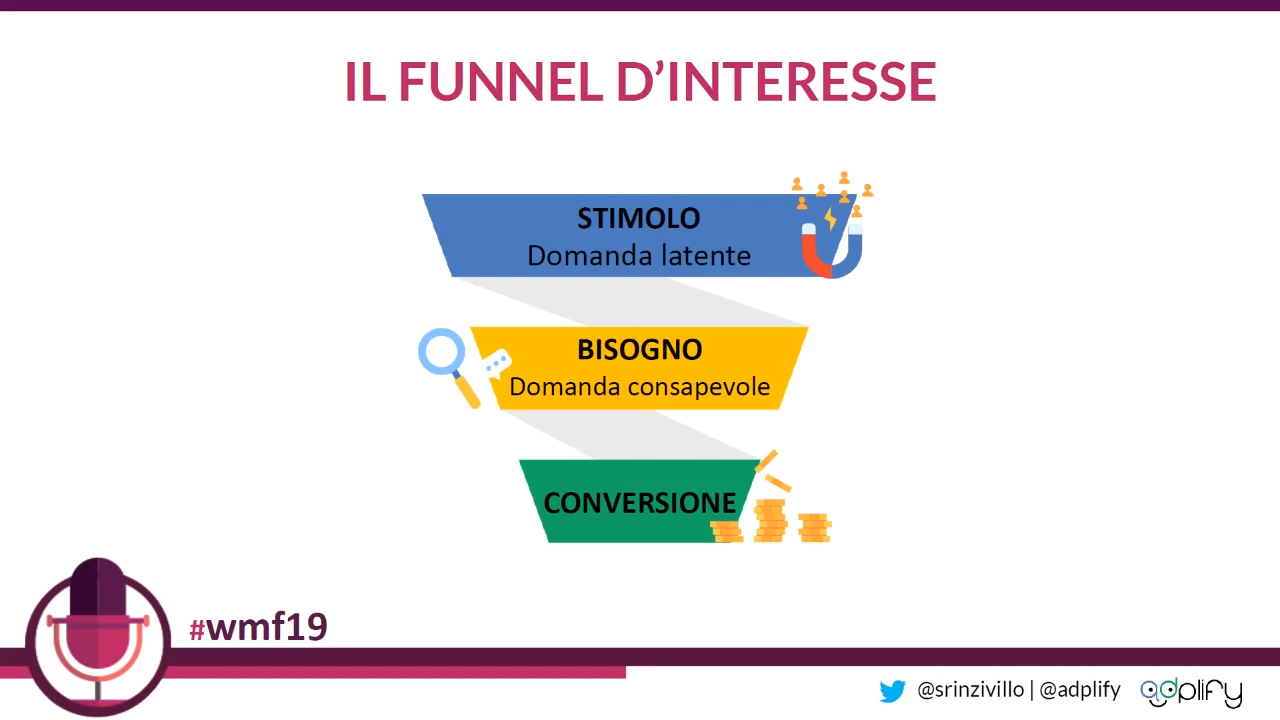 IL FUNNEL D’INTERESSE
STIMOLO
Domanda latente
BISOGNO
Domanda consapevole
CONVERSIONE
#wmf19
@srinzivillo | @adplify
adplify